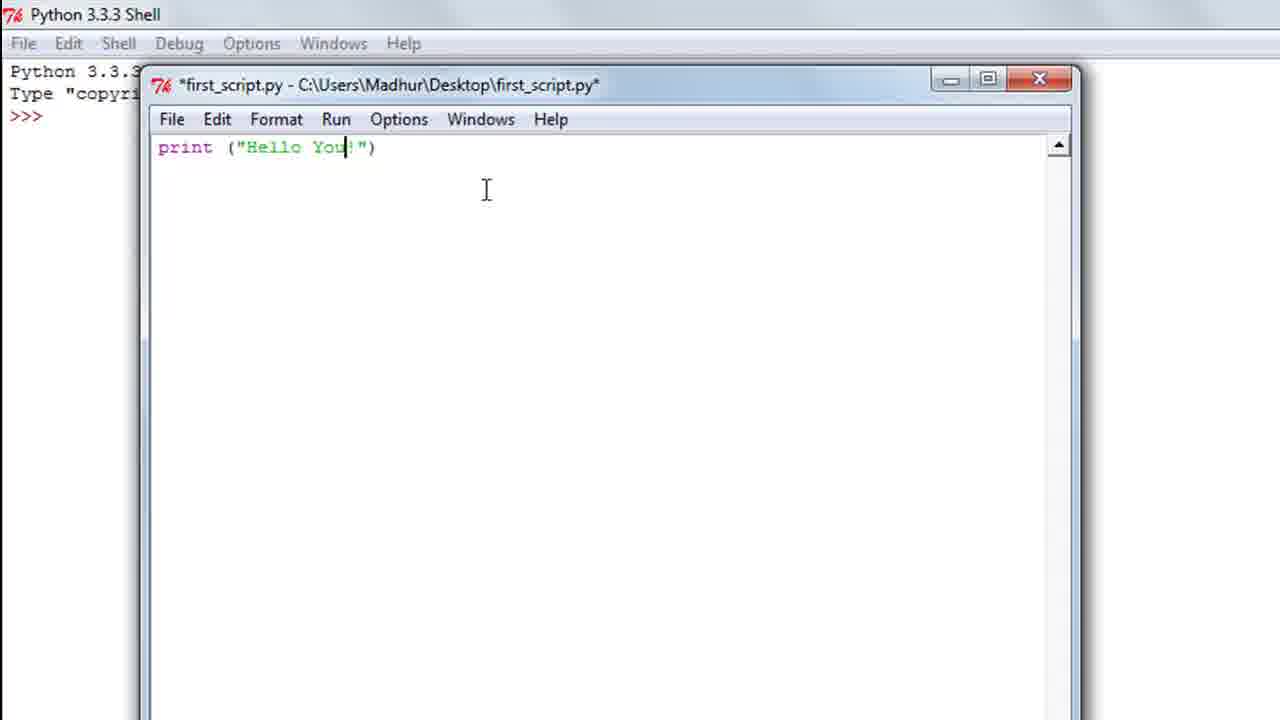 Python 3.3.3 Shell
File Edit Shell Debug Options Windows Help
Python 3.3.3
Type "copyri
>>>
*first_script.py - C:\Users\Madhur\Desktop\first_script.py*
File Edit Format Run Options Windows Help
print ("Hello You!")